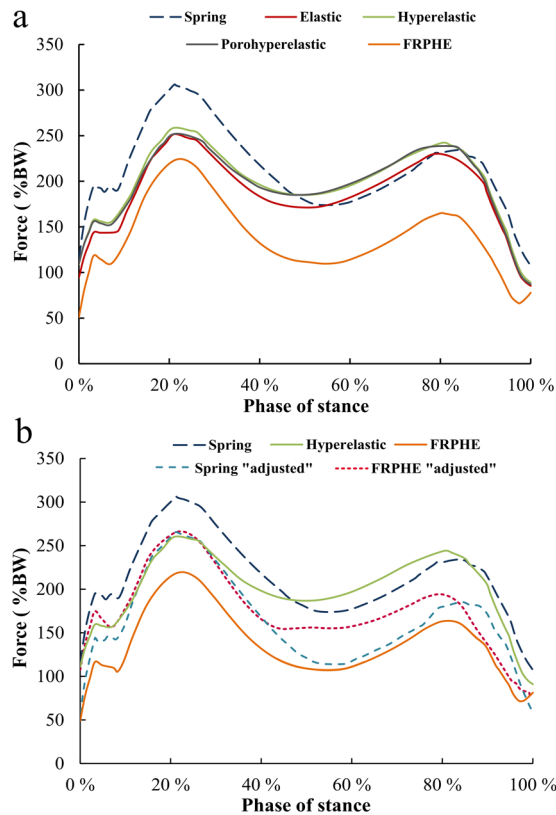 a
Spring Elastic Hyperelastic
Porohyperelastic FRPHE
350
300
250
200
150
100
50
0
Force ( %BW)
0 % 20 % 40 % 60 % 80 % 100 %
Phase of stance
b
Spring Hyperelastic FRPHE
Spring "adjusted" FRPHE "adjusted"
350
300
250
200
150
100
50
0
Force (%BW)
0 % 20 % 40 % 60 % 80 % 100 %
Phase of stance